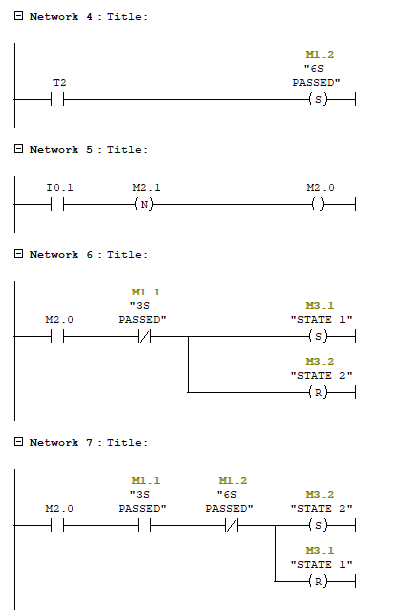 Network 4 : Title:
M1.2
"6S
T2 PASSED"
S
Network 5 : Title:
I0.1 M2.1 M2.0
N
Network 6 : Title:
M1.1 M3.1
"3S
M2.0 PASSED" "STATE 1"
S
M3.2
"STATE 2"
R
Network 7 : Title:
M1.1 M1.2 M3.2
"3S "6S
M2.0 PASSED" PASSED" "STATE 2"
S
M3.1
"STATE 1"
R